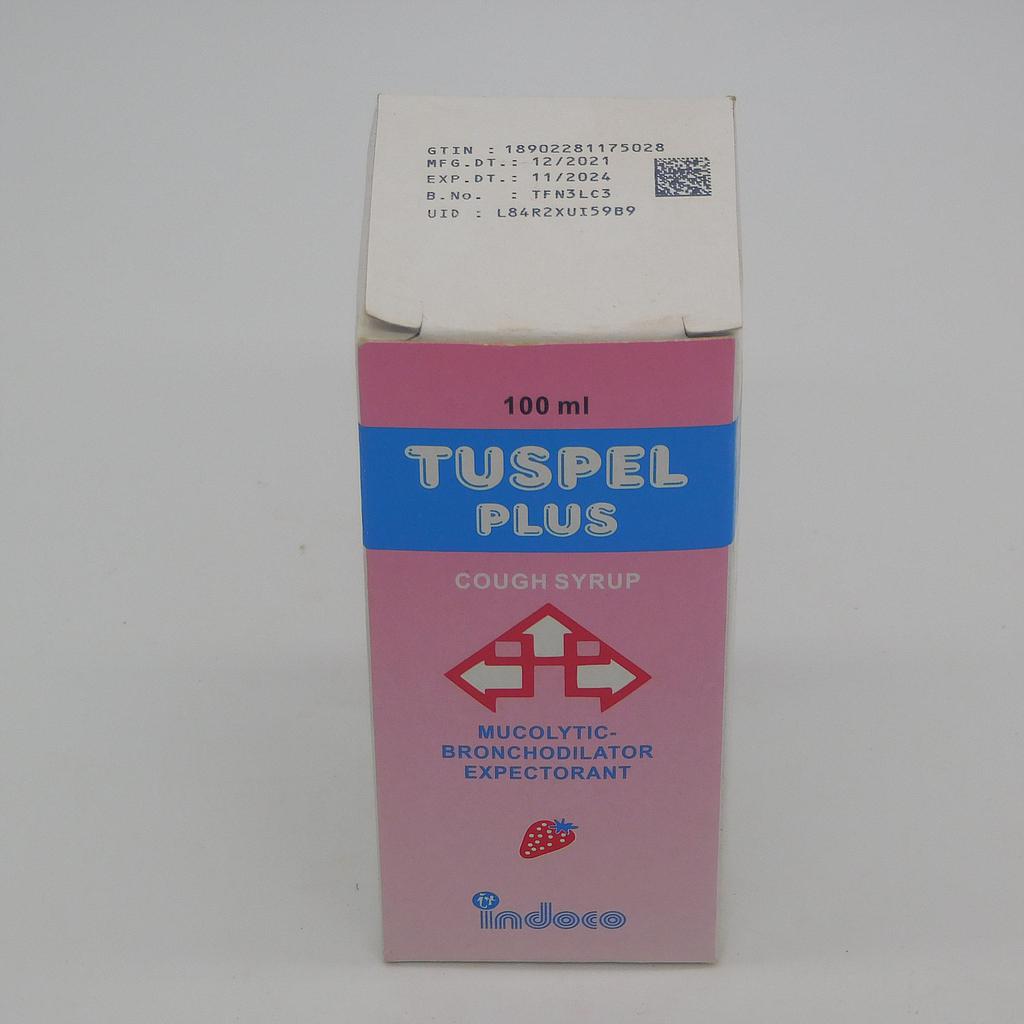 GTIN : 18902281175028
MFG.DT.: 12/2021
EXP.DT.: 11/2024
B.No. : TFN3LC3
UID : L84R2XUI59B9
100 ml
TUSPEL
PLUS
COUGH SYRUP
MUCOLYTIC-
BRONCHODILATOR
EXPECTORANT
indoco